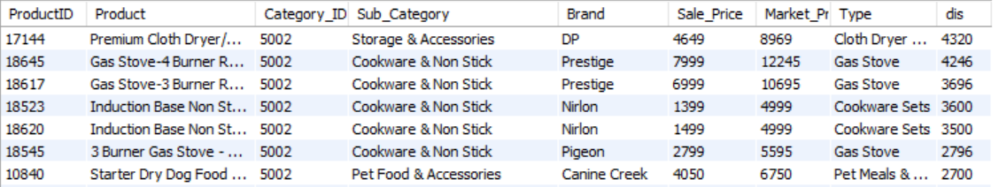 ProductID Product Category_ID Sub_Category Brand Sale_Price Market_Pr Type dis
17144 Premium Cloth Dryer/... 5002 Storage & Accessories DP 4649 8969 Cloth Dryer ... 4320
18645 Gas Stove-4 Burner R... 5002 Cookware & Non Stick Prestige 7999 12245 Gas Stove 4246
18617 Gas Stove-3 Burner R... 5002 Cookware & Non Stick Prestige 6999 10695 Gas Stove 3696
18523 Induction Base Non St... 5002 Cookware & Non Stick Nirlon 1399 4999 Cookware Sets 3600
18620 Induction Base Non St... 5002 Cookware & Non Stick Nirlon 1499 4999 Cookware Sets 3500
18545 3 Burner Gas Stove - ... 5002 Cookware & Non Stick Pigeon 2799 5595 Gas Stove 2796
10840 Starter Dry Dog Food ... 5002 Pet Food & Accessories Canine Creek 4050 6750 Pet Meals & ... 2700